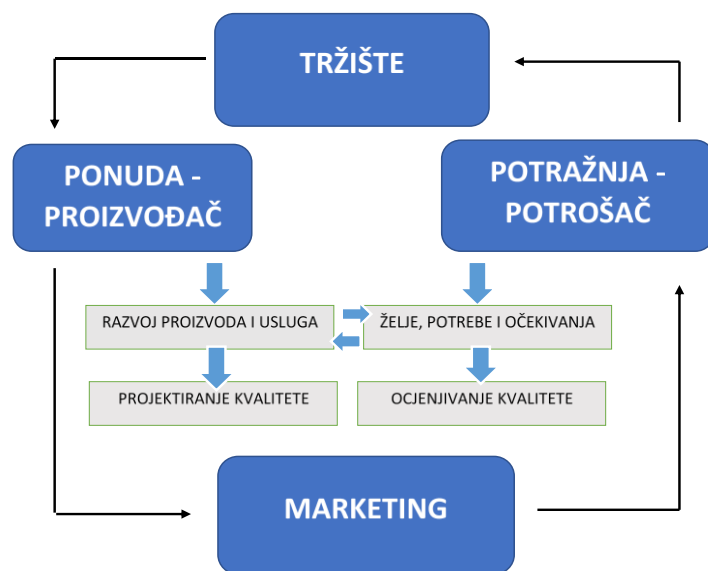 TRŽIŠTE
PONUDA -
PROIZVOĐAČ
POTRAŽNJA -
POTROŠAČ
RAZVOJ PROIZVODA I USLUGA
ŽELJE, POTREBE I OČEKIVANJA
PROJEKTIRANJE KVALITETE
OCJENJIVANJE KVALITETE
MARKETING